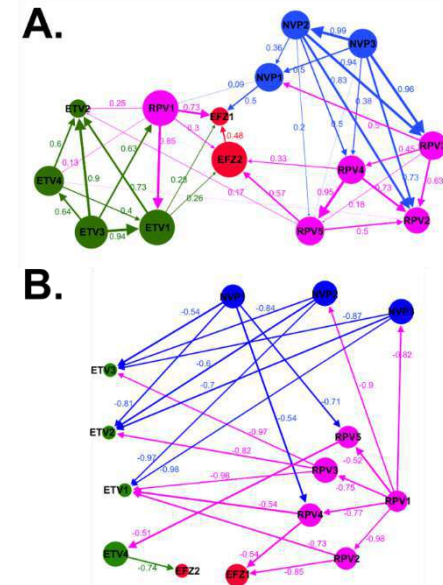 A.
NVP2
0.99
NVP3
0.36
0.94
0.96
0.5
0.83
0.38
0.09
NVP1
ETV2
0.25
RPV1
0.73
EFZ1
0.5
0.5
0.73
0.48
0.6
0.63
0.85
0.3
0.2
0.45
0.13
EFZ2
0.33
RPV4
0.63
ETV4
0.9
0.73
0.23
0.17
0.57
0.95
0.18
0.73
0.64
0.4
0.26
RPV2
ETV3
0.94
ETV1
RPV5
0.5
B.
NVP1
NVP2
NVP3
-0.54
-0.84
-0.87
-0.82
ETV3
-0.6
-0.9
-0.7
-0.81
-0.54
-0.71
ETV2
-0.97
-0.82
-0.97
RPV5
-0.98
-0.52
RPV3
ETV1
-0.98
-0.75
RPV1
-0.54
RPV4
-0.77
-0.51
-0.73
-0.98
ETV4
-0.54
RPV2
-0.74
EFZ2
EFZ1
-0.85